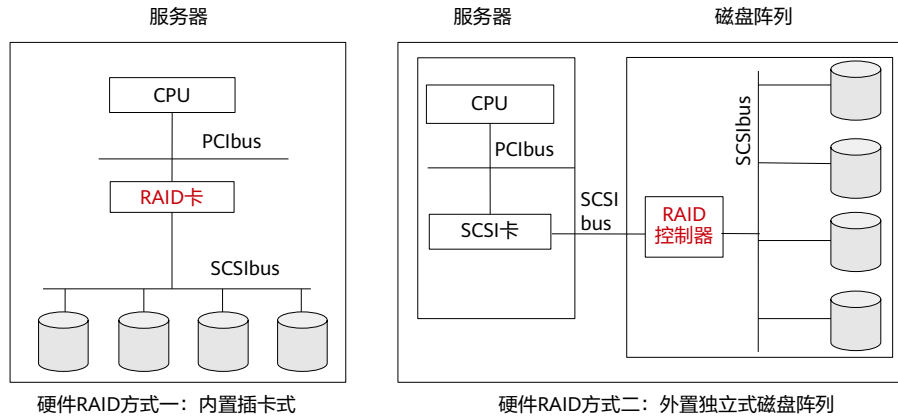 服务器
CPU
PCIbus
RAID卡
SCSIbus
硬件RAID方式一：内置插卡式
服务器
磁盘阵列
CPU
PCIbus
SCSI卡
SCSI
bus
RAID
控制器
SCSIbus
硬件RAID方式二：外置独立式磁盘阵列